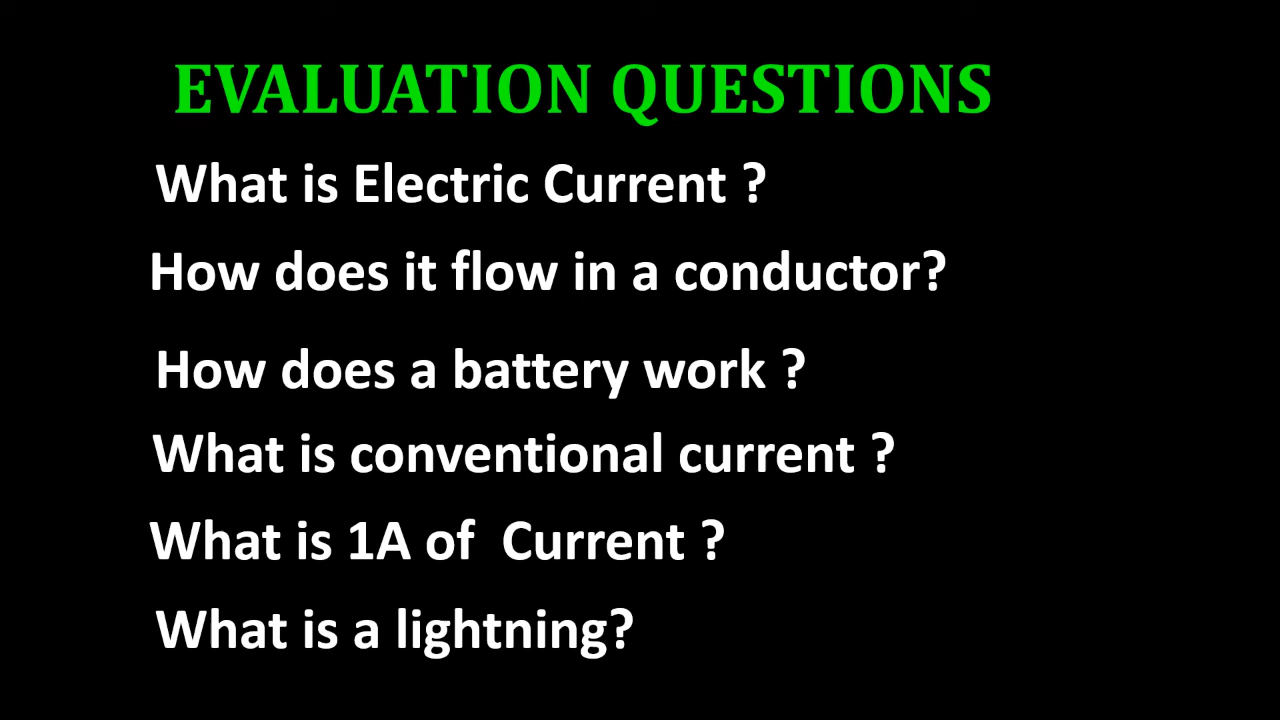 EVALUATION QUESTIONS
What is Electric Current ?
How does it flow in a conductor?
How does a battery work ?
What is conventional current ?
What is 1A of  Current ?
What is a lightning?